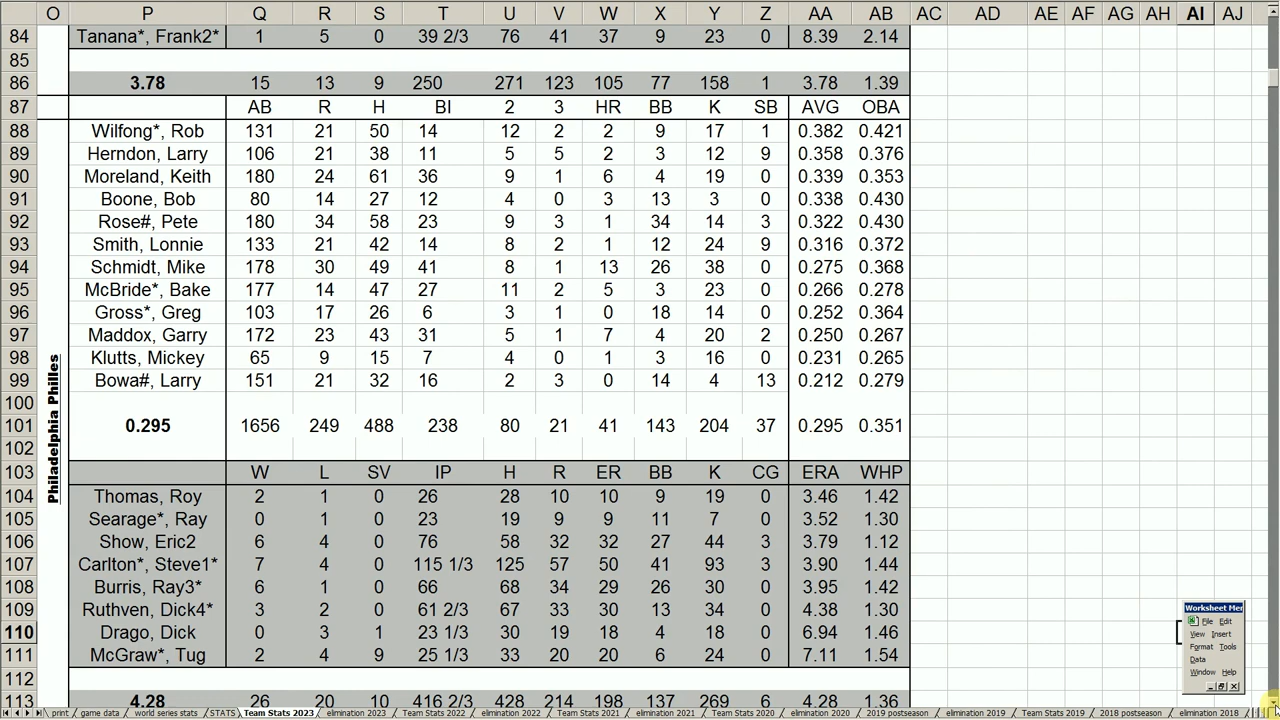 O P Q R S T U V W X Y Z AA AB AC AD AE AF AG AH AI AJ
84 Tanana*, Frank2* 1 5 0 39 2/3 76 41 37 9 23 0 8.39 2.14
85
86 3.78 15 13 9 250 271 123 105 77 158 1 3.78 1.39
87 AB R H BI 2 3 HR BB K SB AVG OBA
88 Wilfong*, Rob 131 21 50 14 12 2 2 9 17 1 0.382 0.421
89 Herndon, Larry 106 21 38 11 5 5 2 3 12 9 0.358 0.376
90 Moreland, Keith 180 24 61 36 9 1 6 4 19 0 0.339 0.353
91 Boone, Bob 80 14 27 12 4 0 3 13 3 0 0.338 0.430
92 Rose#, Pete 180 34 58 23 9 3 1 34 14 3 0.322 0.430
93 Smith, Lonnie 133 21 42 14 8 2 1 12 24 9 0.316 0.372
94 Schmidt, Mike 178 30 49 41 8 1 13 26 38 0 0.275 0.368
95 McBride*, Bake 177 14 47 27 11 2 5 3 23 0 0.266 0.278
96 Gross*, Greg 103 17 26 6 3 1 0 18 14 0 0.252 0.364
97 Maddox, Garry 172 23 43 31 5 1 7 4 20 2 0.250 0.267
98 Klutts, Mickey 65 9 15 7 4 0 1 3 16 0 0.231 0.265
99 Bowa#, Larry 151 21 32 16 2 3 0 14 4 13 0.212 0.279
100
101 0.295 1656 249 488 238 80 21 41 143 204 37 0.295 0.351
102
Philadelphia Philles
103 W L SV IP H R ER BB K CG ERA WHP
104 Thomas, Roy 2 1 0 26 28 10 10 9 19 0 3.46 1.42
105 Searage*, Ray 0 1 0 23 19 9 9 11 7 0 3.52 1.30
106 Show, Eric2 6 4 0 76 58 32 32 27 44 3 3.79 1.12
107 Carlton*, Steve1* 7 4 0 115 1/3 125 57 50 41 93 3 3.90 1.44
108 Burris, Ray3* 6 1 0 66 68 34 29 26 30 0 3.95 1.42
109 Ruthven, Dick4* 3 2 0 61 2/3 67 33 30 13 34 0 4.38 1.30
110 Drago, Dick 0 3 1 23 1/3 30 19 18 4 18 0 6.94 1.46
111 McGraw*, Tug 2 4 9 25 1/3 33 20 20 6 24 0 7.11 1.54
112
113 4.28 26 20 10 416 2/3 428 214 198 137 269 6 4.28 1.36
Worksheet Mer
File Edit
View Insert
Format Tools
Data
Window Help
print game data world series stats STATS Team Stats 2023 elimination 2023 Team Stats 2022 elimination 2022 Team Stats 2021 elimination 2021 Team Stats 2020 elimination 2020 2019 postseason elimination 2019 Team Stats 2019 2018 postseason elimination 2018